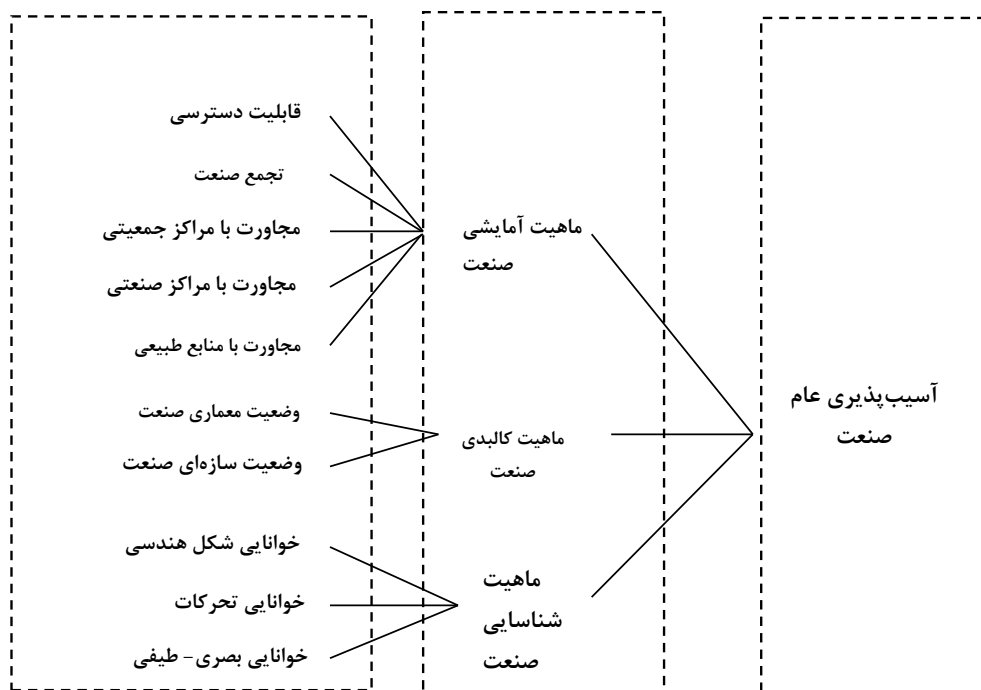 آسیب‌پذیری عام
صنعت
ماهیت آمایشی
صنعت
قابلیت دسترسی
تجمع صنعت
مجاورت با مراکز جمعیتی
مجاورت با مراکز صنعتی
مجاورت با منابع طبیعی
ماهیت کالبدی
صنعت
وضعیت معماری صنعت
وضعیت سازه‌ای صنعت
ماهیت
شناسایی
صنعت
خوانایی شکل هندسی
خوانایی تحرکات
خوانایی بصری- طیفی